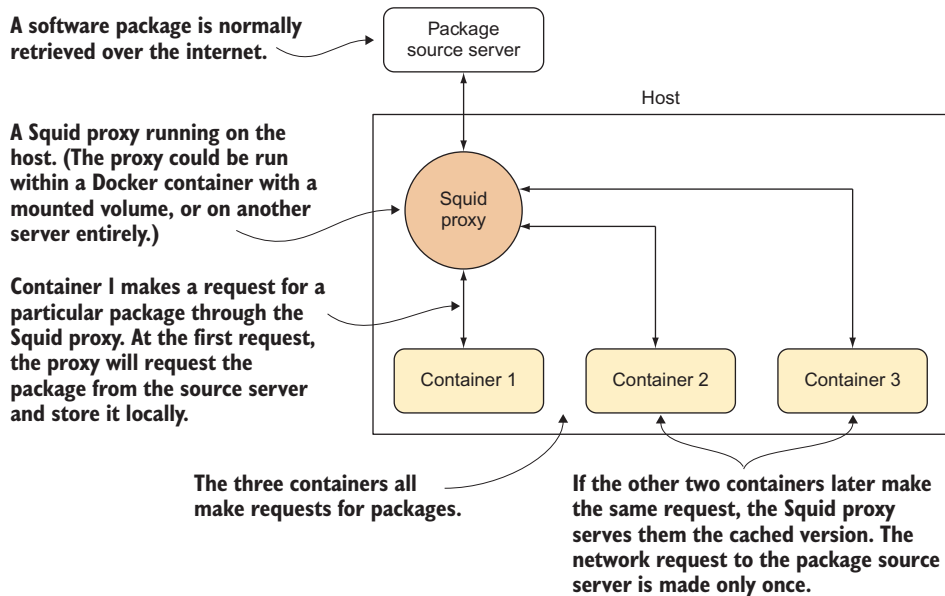 A software package is normally
retrieved over the internet.
Package
source server
Host
A Squid proxy running on the
host. (The proxy could be run
within a Docker container with a
mounted volume, or on another
server entirely.)
Squid
proxy
Container 1 makes a request for a
particular package through the
Squid proxy. At the first request,
the proxy will request the
package from the source server
and store it locally.
Container 1
Container 2
Container 3
The three containers all
make requests for packages.
If the other two containers later make
the same request, the Squid proxy
serves them the cached version. The
network request to the package source
server is made only once.